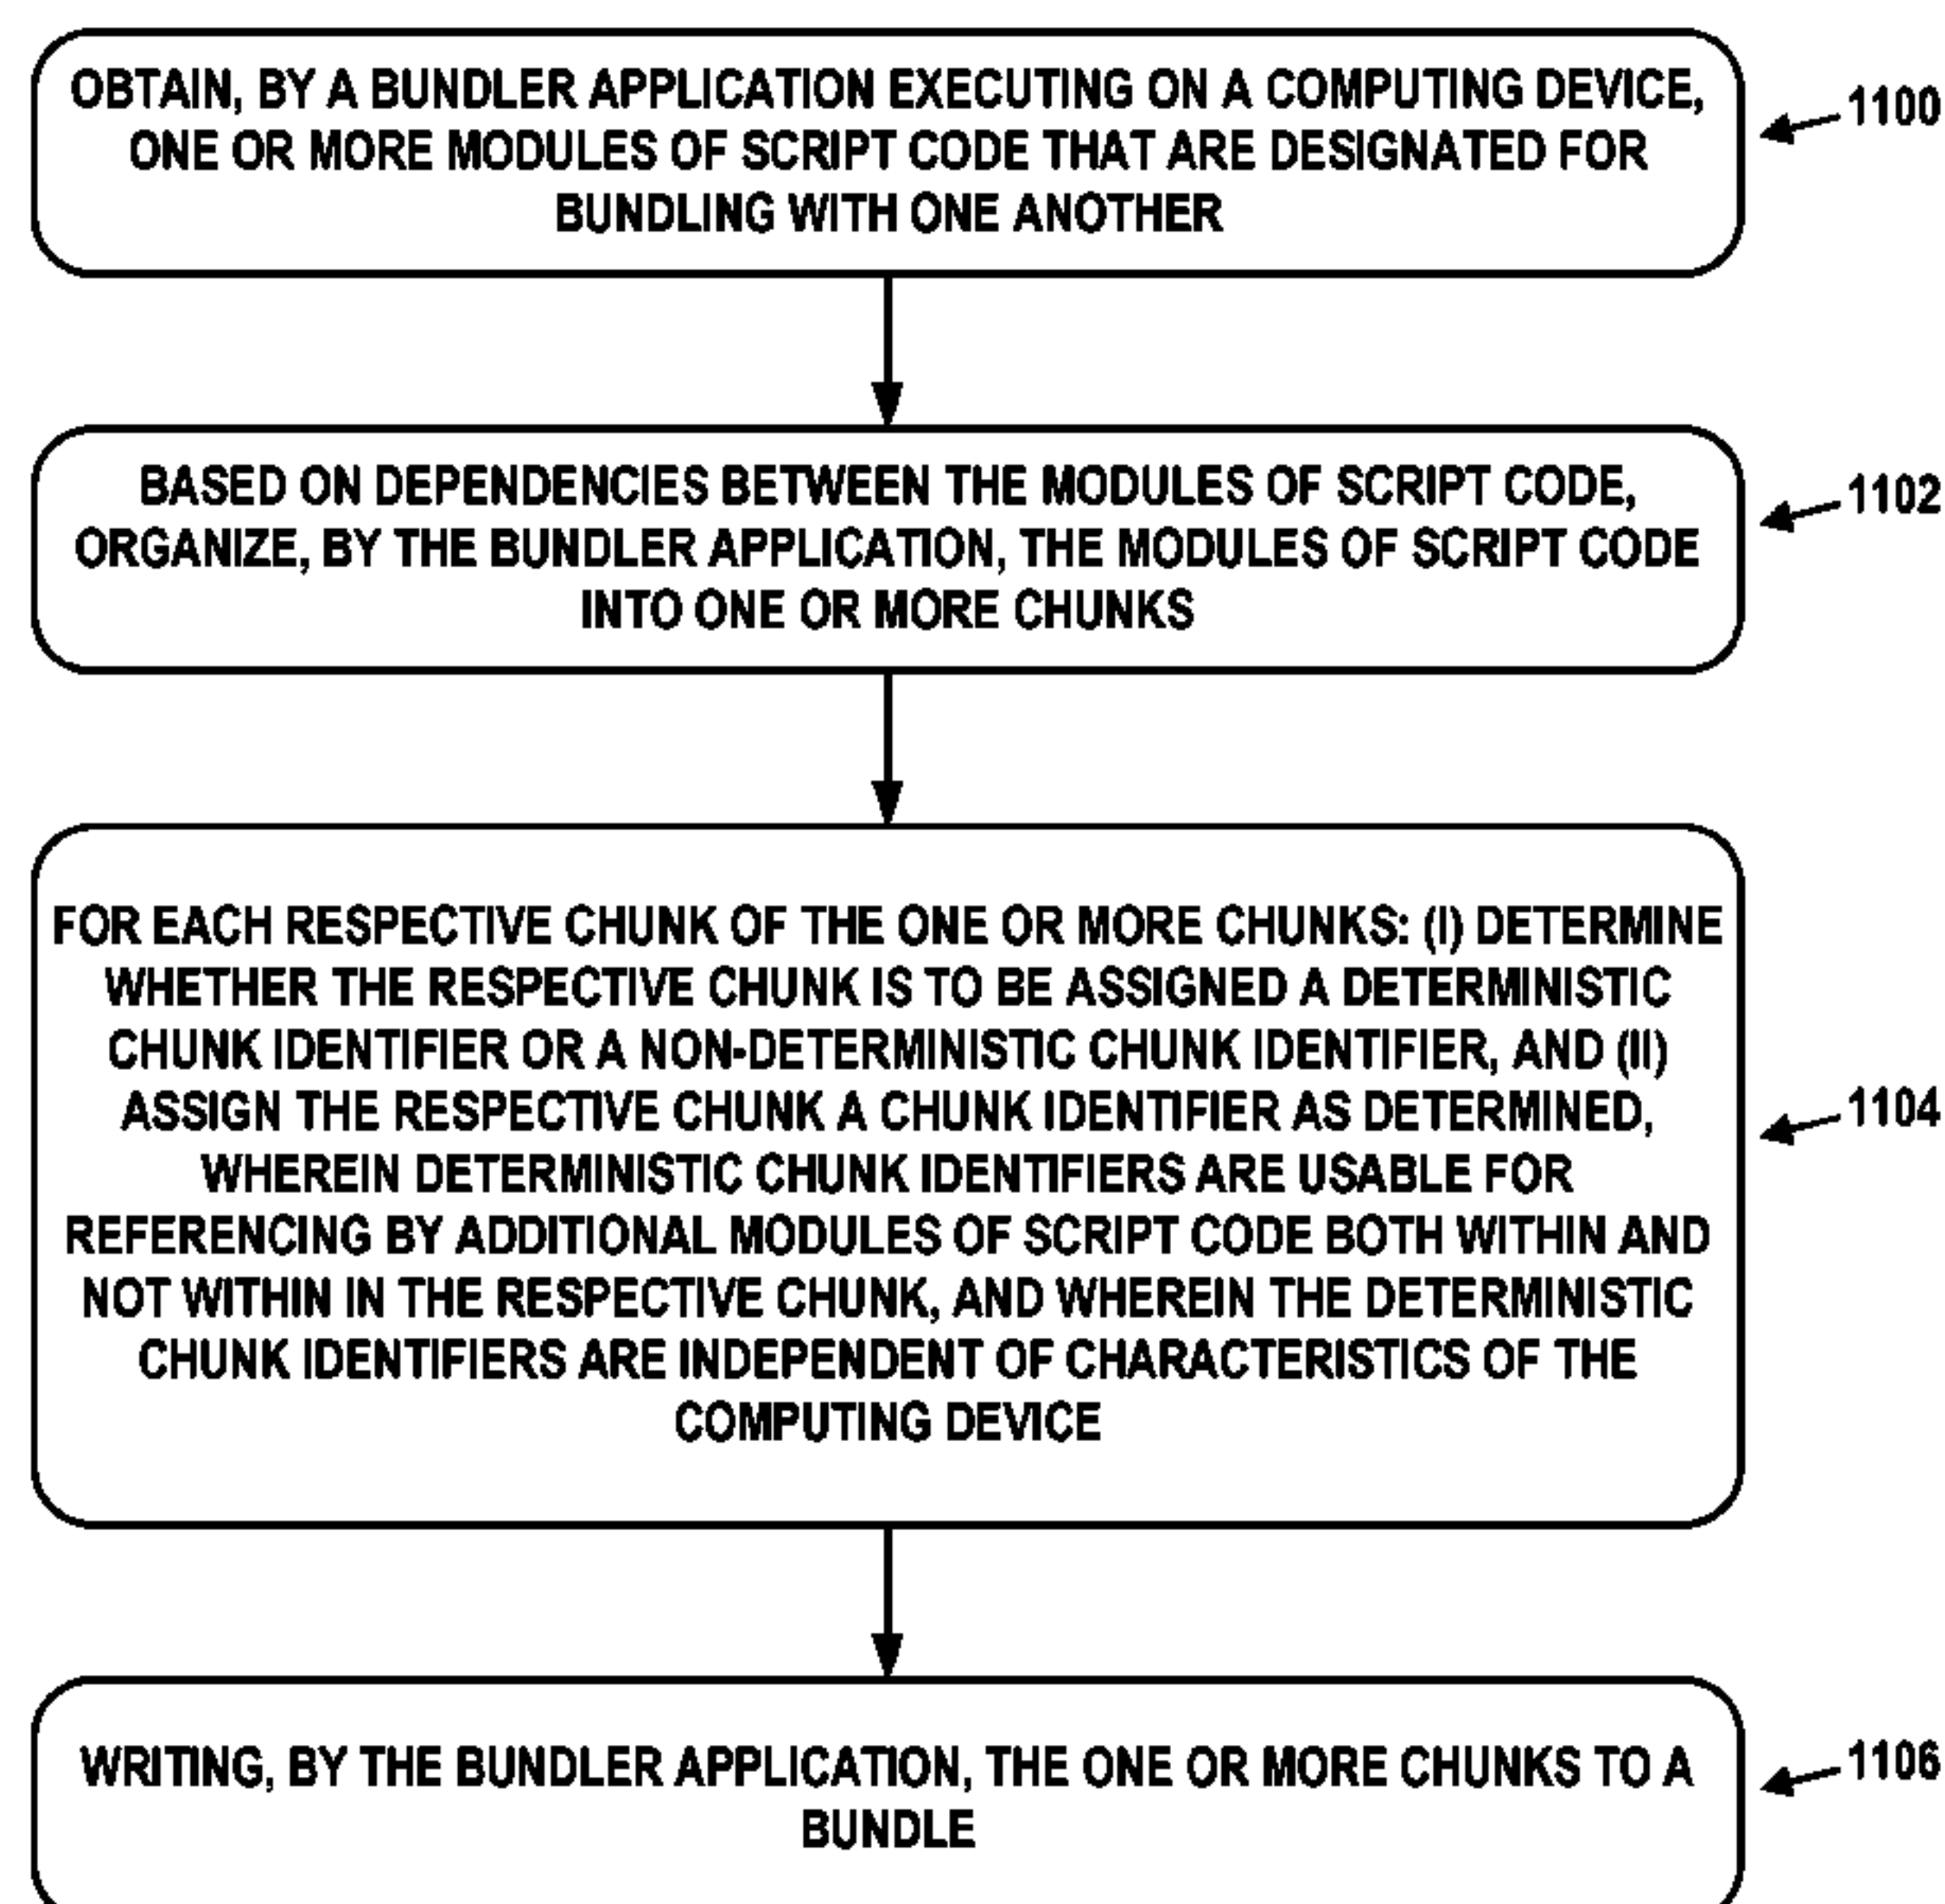 OBTAIN, BY A BUNDLER APPLICATION EXECUTING ON A COMPUTING DEVICE,
ONE OR MORE MODULES OF SCRIPT CODE THAT ARE DESIGNATED FOR
BUNDLING WITH ONE ANOTHER
1100
BASED ON DEPENDENCIES BETWEEN THE MODULES OF SCRIPT CODE,
ORGANIZE, BY THE BUNDLER APPLICATION, THE MODULES OF SCRIPT CODE
INTO ONE OR MORE CHUNKS
1102
FOR EACH RESPECTIVE CHUNK OF THE ONE OR MORE CHUNKS: (I) DETERMINE
WHETHER THE RESPECTIVE CHUNK IS TO BE ASSIGNED A DETERMINISTIC
CHUNK IDENTIFIER OR A NON-DETERMINISTIC CHUNK IDENTIFIER, AND (II)
ASSIGN THE RESPECTIVE CHUNK A CHUNK IDENTIFIER AS DETERMINED,
WHEREIN DETERMINISTIC CHUNK IDENTIFIERS ARE USABLE FOR
REFERENCING BY ADDITIONAL MODULES OF SCRIPT CODE BOTH WITHIN AND
NOT WITHIN IN THE RESPECTIVE CHUNK, AND WHEREIN THE DETERMINISTIC
CHUNK IDENTIFIERS ARE INDEPENDENT OF CHARACTERISTICS OF THE
COMPUTING DEVICE
1104
WRITING, BY THE BUNDLER APPLICATION, THE ONE OR MORE CHUNKS TO A
BUNDLE
1106